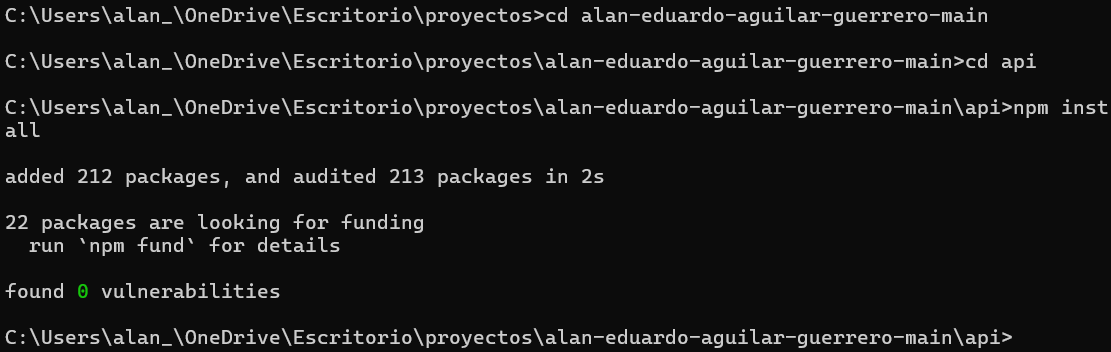 C:\Users\alan_\OneDrive\Escritorio\proyectos>cd alan-eduardo-aguilar-guerrero-main
C:\Users\alan_\OneDrive\Escritorio\proyectos\alan-eduardo-aguilar-guerrero-main>cd api
C:\Users\alan_\OneDrive\Escritorio\proyectos\alan-eduardo-aguilar-guerrero-main\api>npm inst
all
added 212 packages, and audited 213 packages in 2s
22 packages are looking for funding
  run `npm fund` for details
found 0 vulnerabilities
C:\Users\alan_\OneDrive\Escritorio\proyectos\alan-eduardo-aguilar-guerrero-main\api>